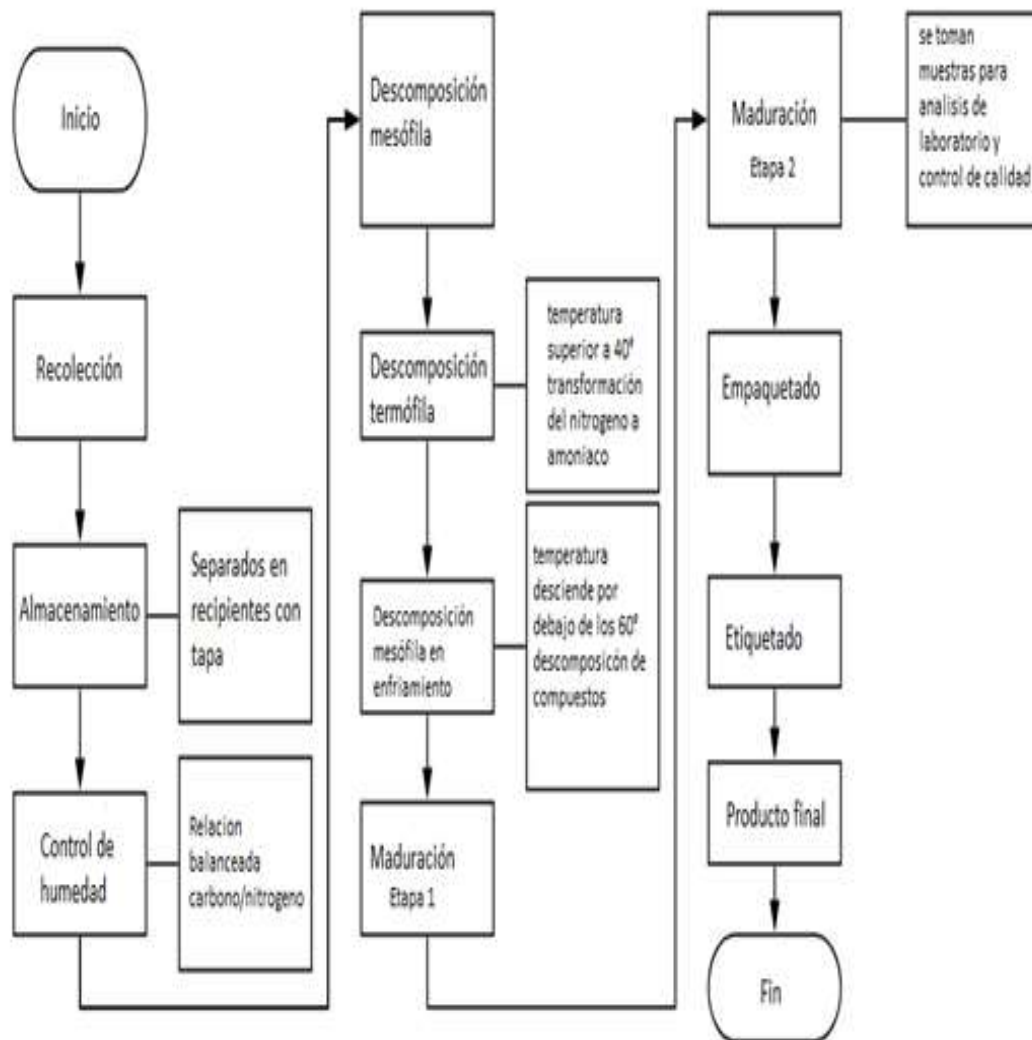 Inicio
Recolección
Almacenamiento
Separados en
recipientes con
tapa
Control de
humedad
Relacion
balanceada
carbono/nitrogeno
Descomposición
mesófila
Descomposición
termófila
temperatura
superior a 40°
transformación
del nitrogeno a
amoniaco
Descomposición
mesófila en
enfriamiento
temperatura
desciende por
debajo de los 60°
descomposicón de
compuestos
Maduración
Etapa 1
Maduración
Etapa 2
se toman
muestras para
analisis de
laboratorio y
control de calidad
Empaquetado
Etiquetado
Producto final
Fin